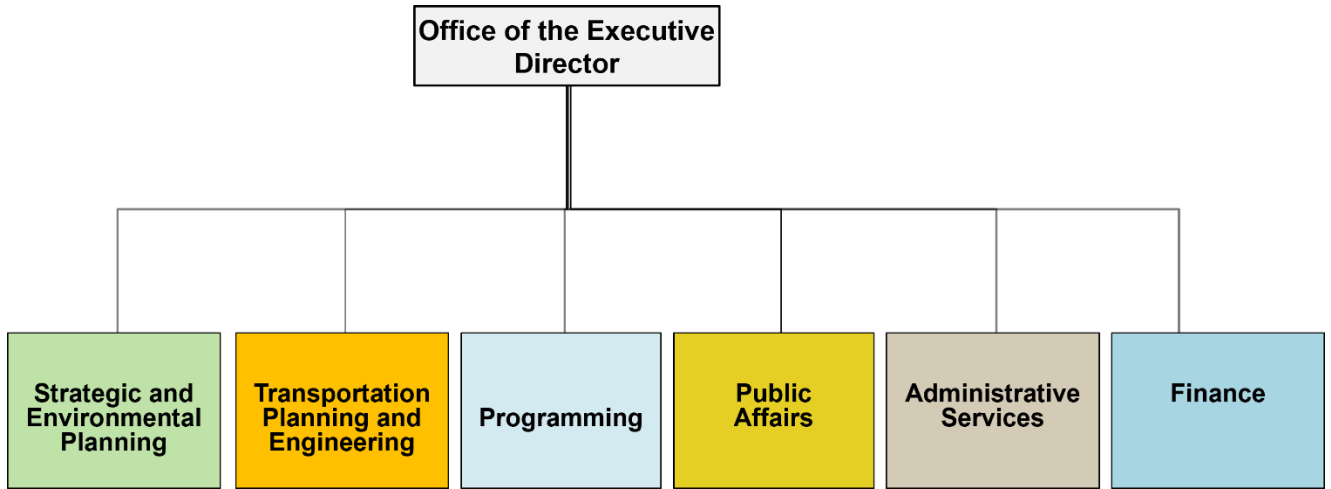 Office of the Executive
Director
Strategic and
Environmental
Planning
Transportation
Planning and
Engineering
Programming
Public
Affairs
Administrative
Services
Finance